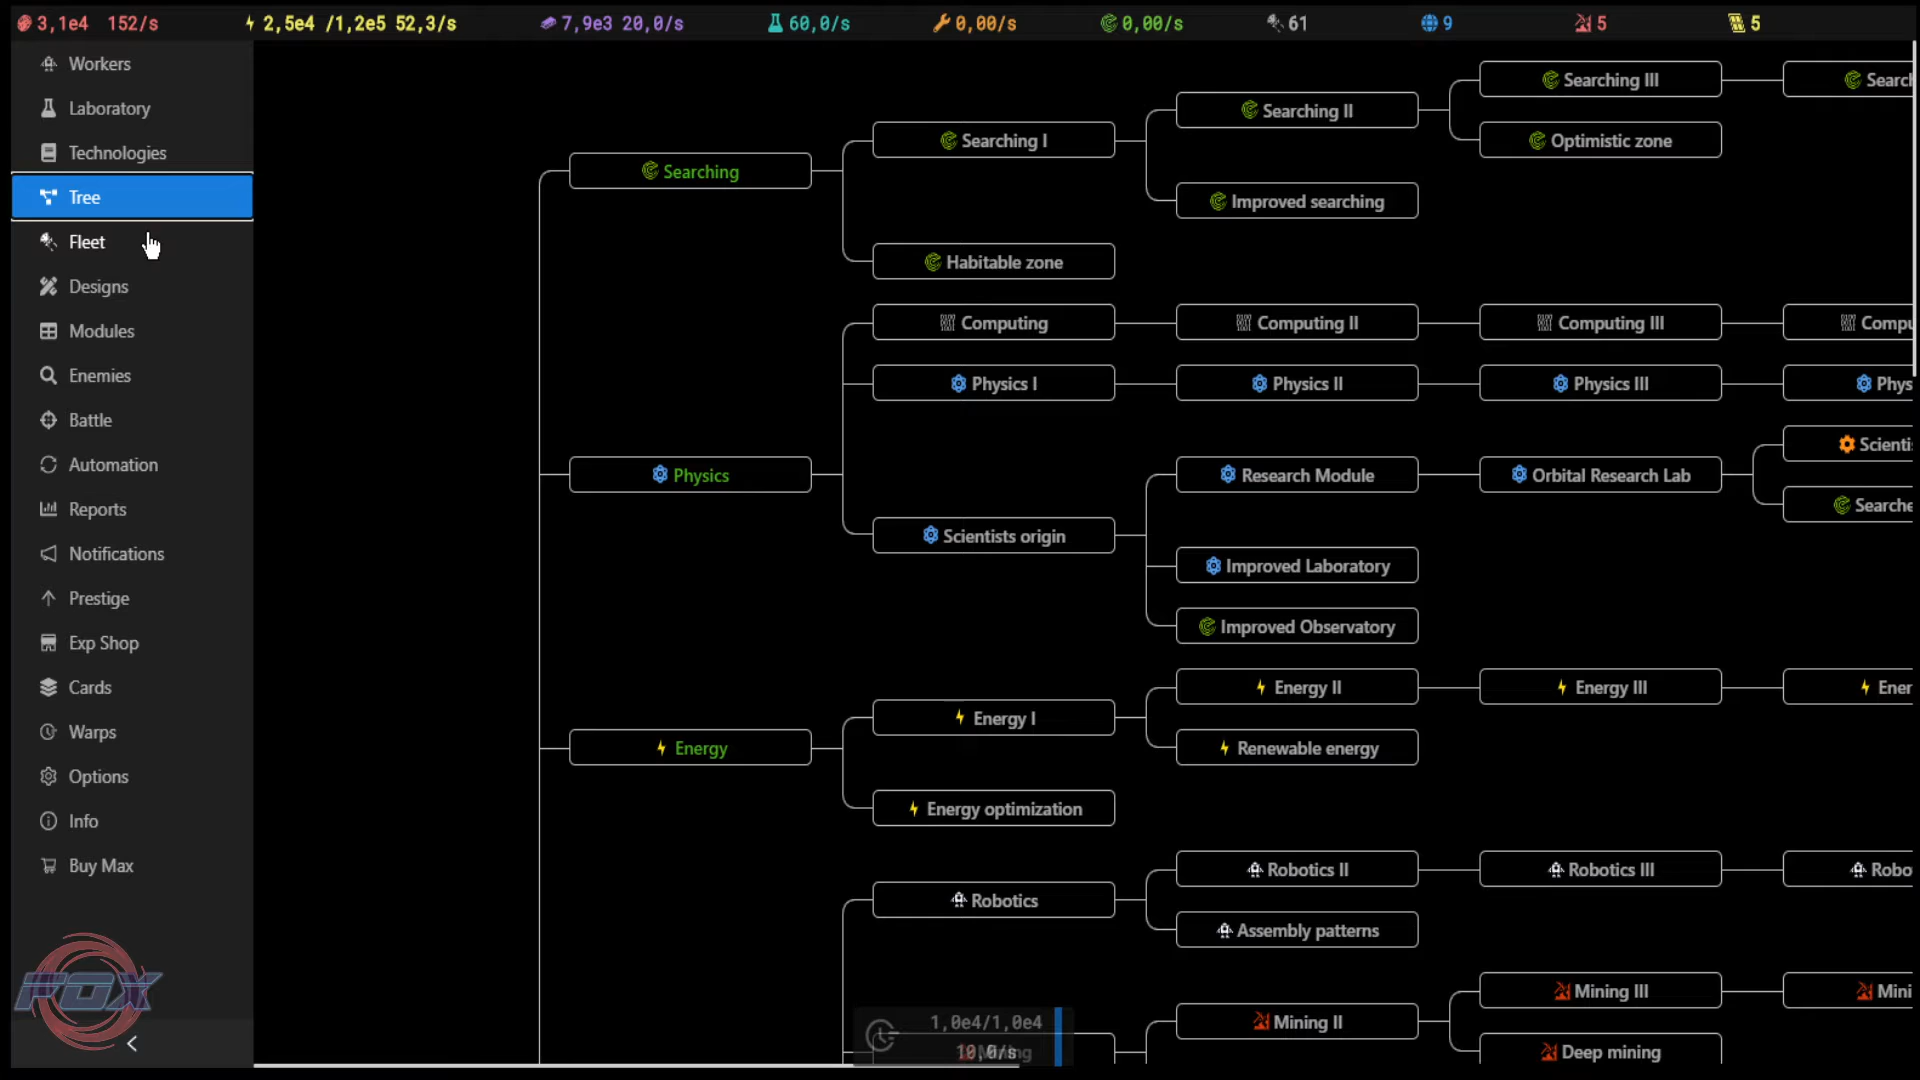 3,1e4 152/s 2,5e4 /1,2e5 52,3/s 7,9e3 20,0/s 60,0/s 0,00/s 0,00/s 61 9 5 5
Workers
Laboratory
Technologies
Tree
Fleet
Designs
Modules
Enemies
Battle
Automation
Reports
Notifications
Prestige
Exp Shop
Cards
Warps
Options
Info
Buy Max
FOX
Searching III
Searching II
Searching I
Optimistic zone
Searching
Improved searching
Habitable zone
Computing Computing II Computing III
Physics I Physics II Physics III
Physics
Research Module
Orbital Research Lab
Scientists origin
Improved Laboratory
Improved Observatory
Energy II Energy III
Energy I
Energy
Renewable energy
Energy optimization
Robotics II Robotics III
Robotics
Assembly patterns
Mining III
Mining II
Deep mining
1,0e4/1,0e4
10,0/s